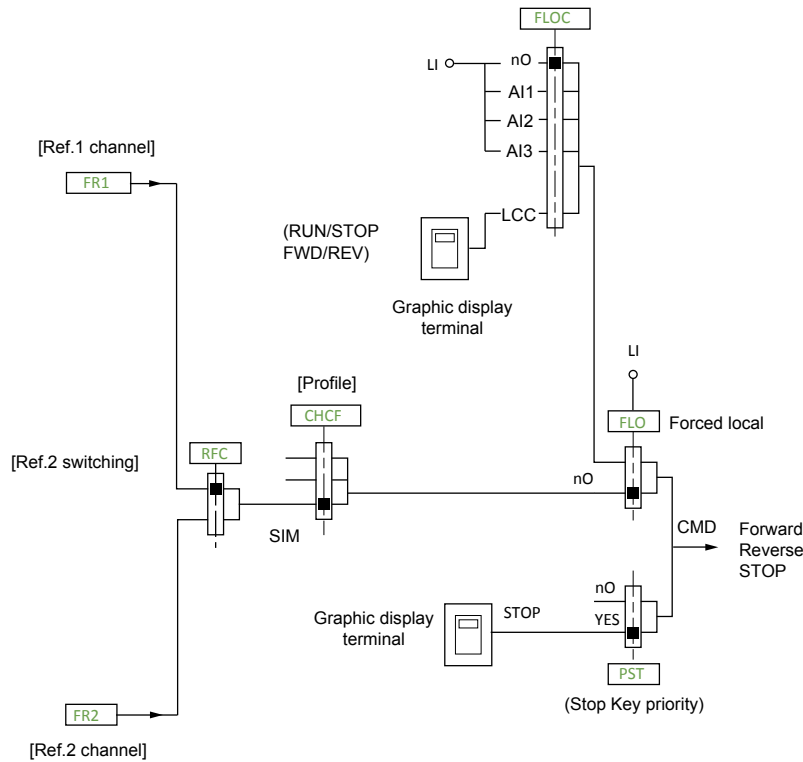 FLOC
LI
nO
AI1
AI2
AI3
LCC
[Ref.1 channel]
FR1
(RUN/STOP
FWD/REV)
Graphic display
terminal
LI
[Profile]
CHCF
FLO
Forced local
[Ref.2 switching]
RFC
nO
SIM
CMD
Forward
Reverse
STOP
nO
Graphic display
terminal
STOP
YES
PST
(Stop Key priority)
FR2
[Ref.2 channel]